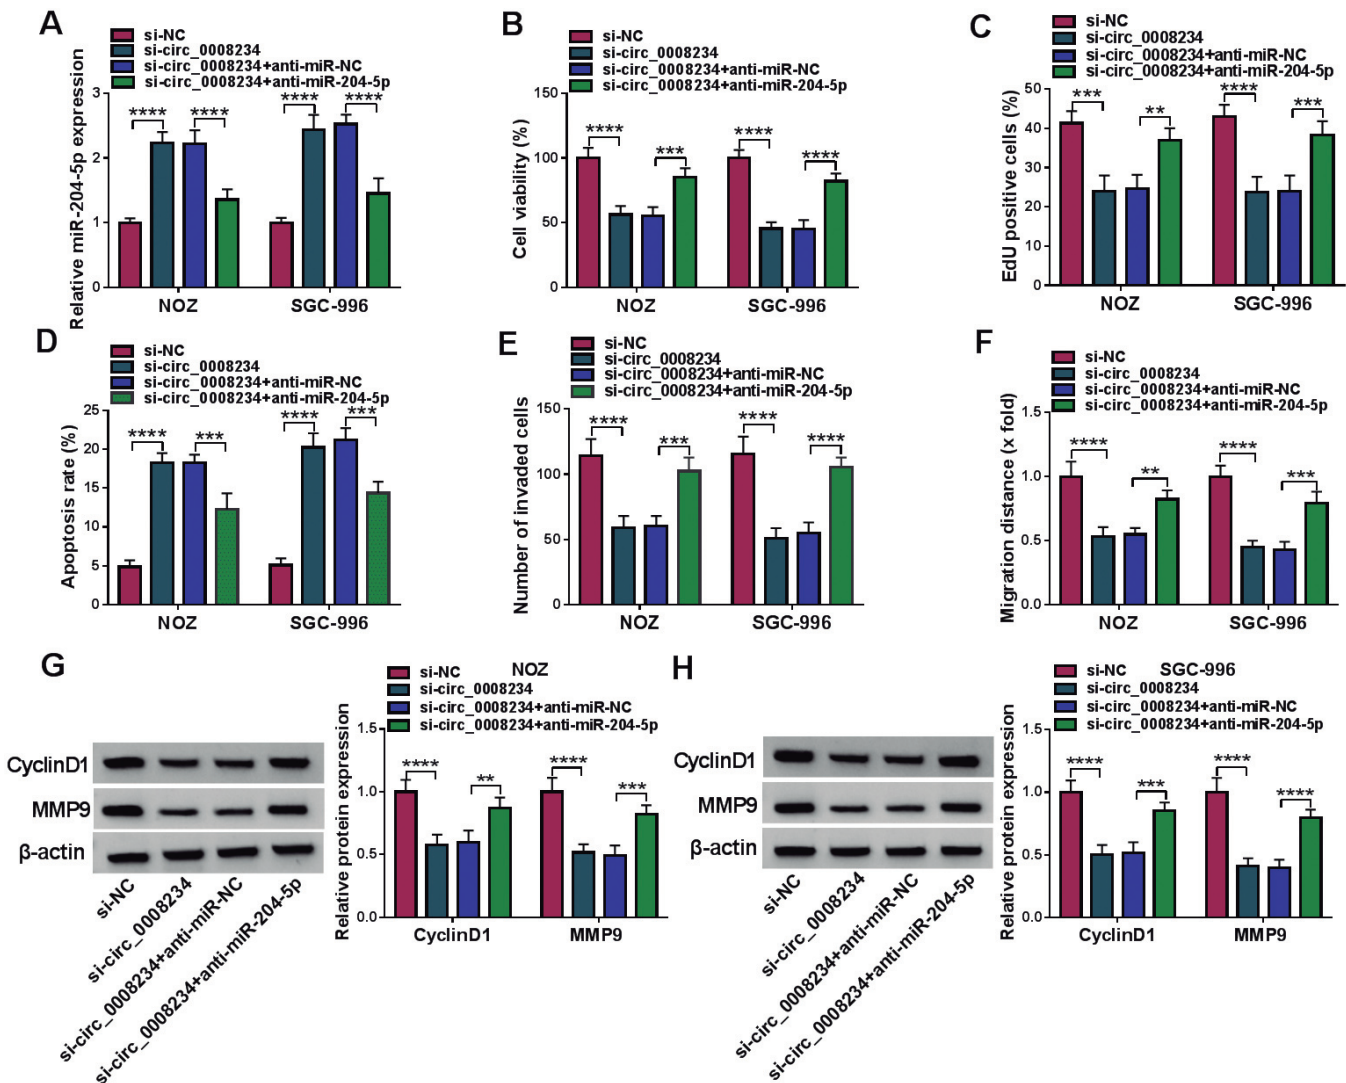 A
si-NC
si-circ_0008234
si-circ_0008234+anti-miR-NC
si-circ_0008234+anti-miR-204-5p
Relative miR-204-5p expression
3
2
1
0
**** **** **** ****
NOZ SGC-996
B
si-NC
si-circ_0008234
si-circ_0008234+anti-miR-NC
si-circ_0008234+anti-miR-204-5p
Cell viability (%)
150
100
50
0
**** *** **** ****
NOZ SGC-996
C
si-NC
si-circ_0008234
si-circ_0008234+anti-miR-NC
si-circ_0008234+anti-miR-204-5p
EdU positive cells (%)
50
40
30
20
10
0
*** ** **** ***
NOZ SGC-996
D
si-NC
si-circ_0008234
si-circ_0008234+anti-miR-NC
si-circ_0008234+anti-miR-204-5p
Apoptosis rate (%)
25
20
15
10
5
0
**** *** **** ***
NOZ SGC-996
E
si-NC
si-circ_0008234
si-circ_0008234+anti-miR-NC
si-circ_0008234+anti-miR-204-5p
Number of invaded cells
150
100
50
0
**** *** **** ****
NOZ SGC-996
F
si-NC
si-circ_0008234
si-circ_0008234+anti-miR-NC
si-circ_0008234+anti-miR-204-5p
Migration distance (x fold)
1.5
1.0
0.5
0.0
**** ** **** ***
NOZ SGC-996
G
CyclinD1
MMP9
β-actin
si-NC
si-circ_0008234
si-circ_0008234+anti-miR-NC
si-circ_0008234+anti-miR-204-5p
NOZ
si-NC
si-circ_0008234
si-circ_0008234+anti-miR-NC
si-circ_0008234+anti-miR-204-5p
Relative protein expression
1.5
1.0
0.5
0.0
**** ** **** ***
CyclinD1 MMP9
H
CyclinD1
MMP9
β-actin
si-NC
si-circ_0008234
si-circ_0008234+anti-miR-NC
si-circ_0008234+anti-miR-204-5p
SGC-996
si-NC
si-circ_0008234
si-circ_0008234+anti-miR-NC
si-circ_0008234+anti-miR-204-5p
Relative protein expression
1.5
1.0
0.5
0.0
**** *** **** ****
CyclinD1 MMP9